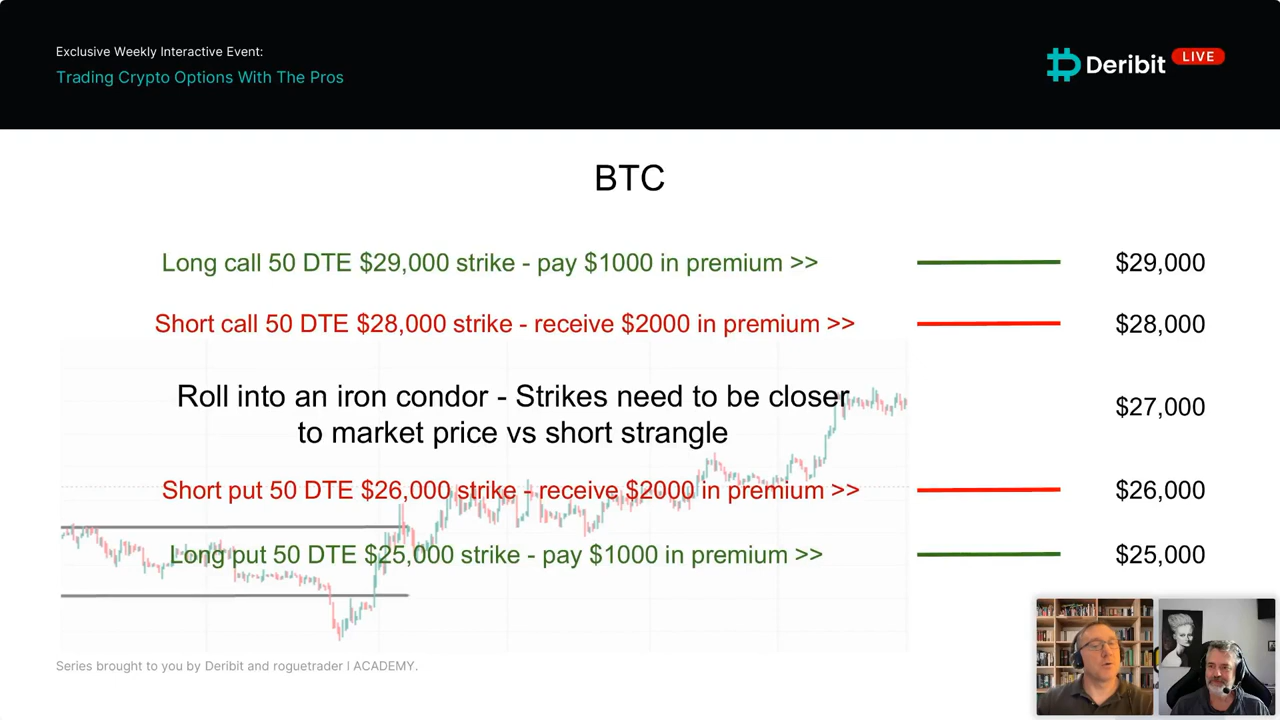 Exclusive Weekly Interactive Event:
Trading Crypto Options With The Pros
Deribit LIVE
BTC
Long call 50 DTE $29,000 strike - pay $1000 in premium >>
$29,000
Short call 50 DTE $28,000 strike - receive $2000 in premium >>
$28,000
Roll into an iron condor - Strikes need to be closer
to market price vs short strangle
$27,000
Short put 50 DTE $26,000 strike - receive $2000 in premium >>
$26,000
Long put 50 DTE $25,000 strike - pay $1000 in premium >>
$25,000
Series brought to you by Deribit and roguetrader | ACADEMY.